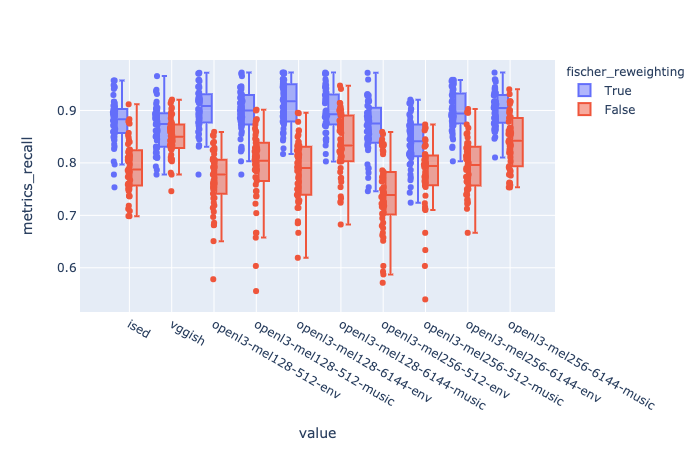 fischer_reweighting
True
False
metrics_recall
0.9
0.8
0.7
0.6
ised
vggish
openl3-mel128-512-env
openl3-mel128-512-music
openl3-mel128-6144-env
openl3-mel128-6144-music
openl3-mel256-512-env
openl3-mel256-512-music
openl3-mel256-6144-env
openl3-mel256-6144-music
value